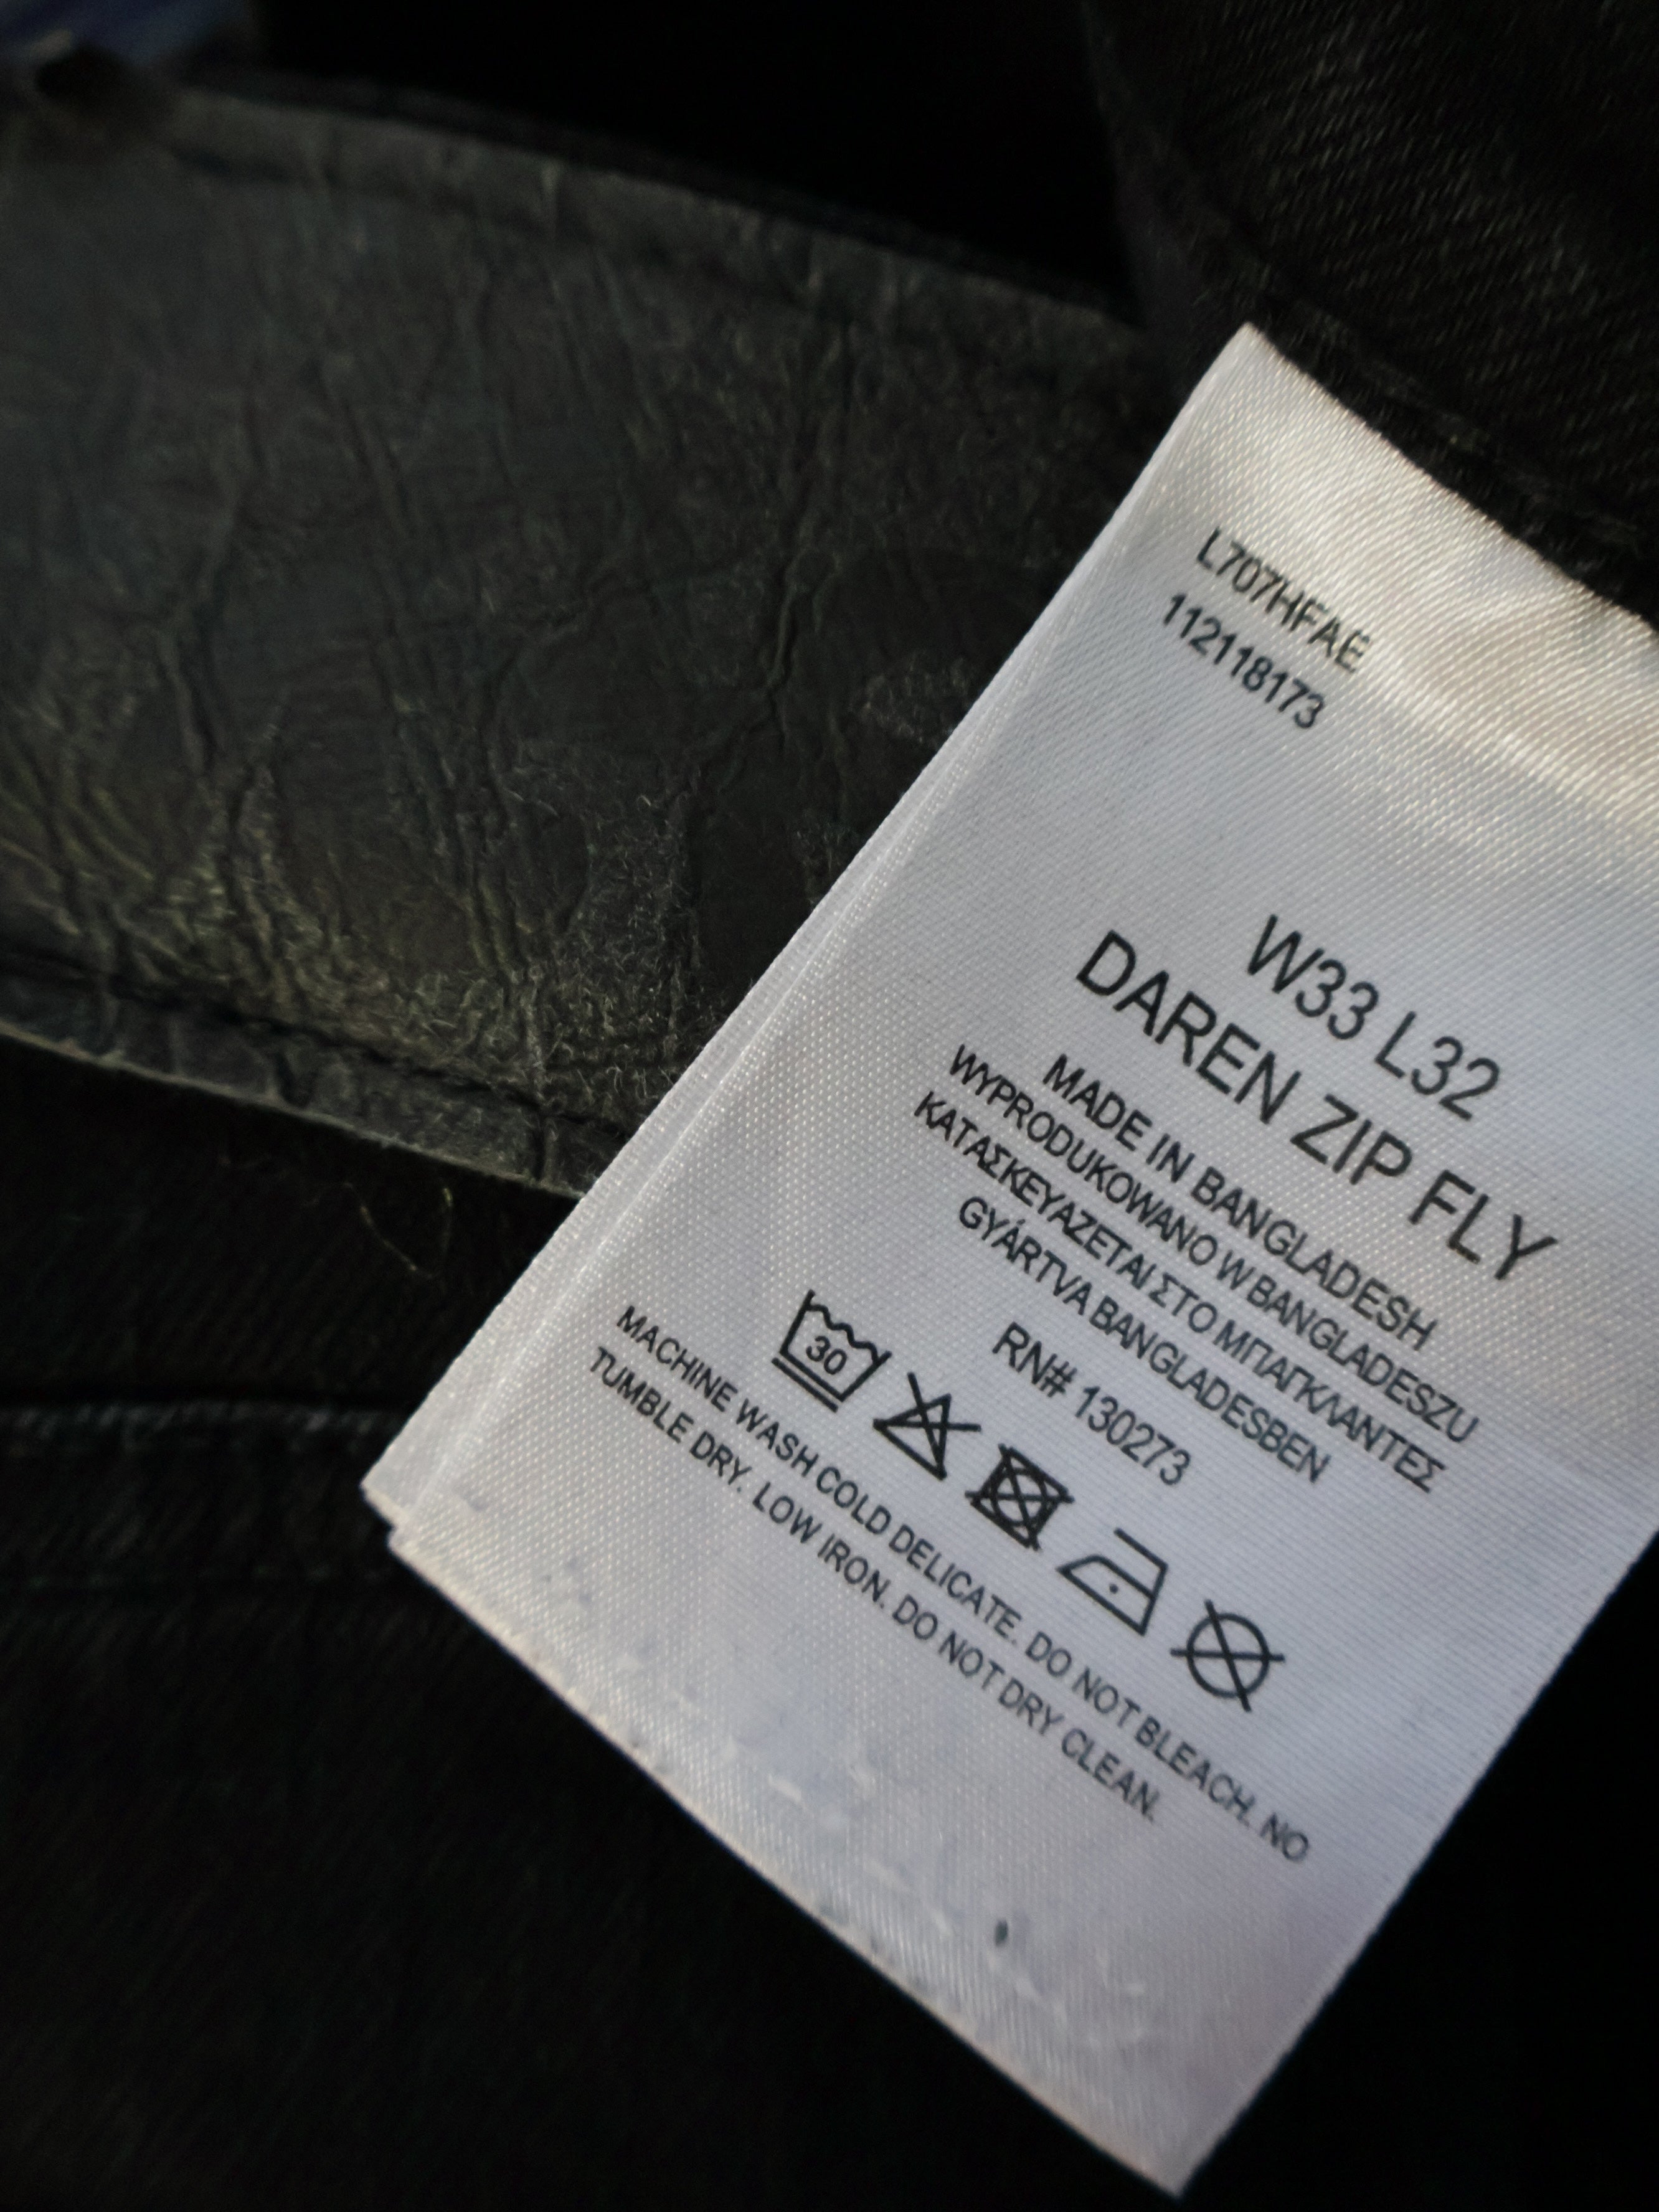 L707HFAE
112118173
W33 L32
DAREN ZIP FLY
MADE IN BANGLADESH
WYPRODUKOWANO W BANGLADESZU
ΚΑΤΑΣΚΕΥΑΖΕΤΑΙ ΣΤΟ ΜΠΑΓΚΛΑΝΤΕΣ
GYÁRTVA BANGLADESBEN
RN# 130273
30
MACHINE WASH COLD DELICATE. DO NOT BLEACH. NO
TUMBLE DRY. LOW IRON. DO NOT DRY CLEAN.